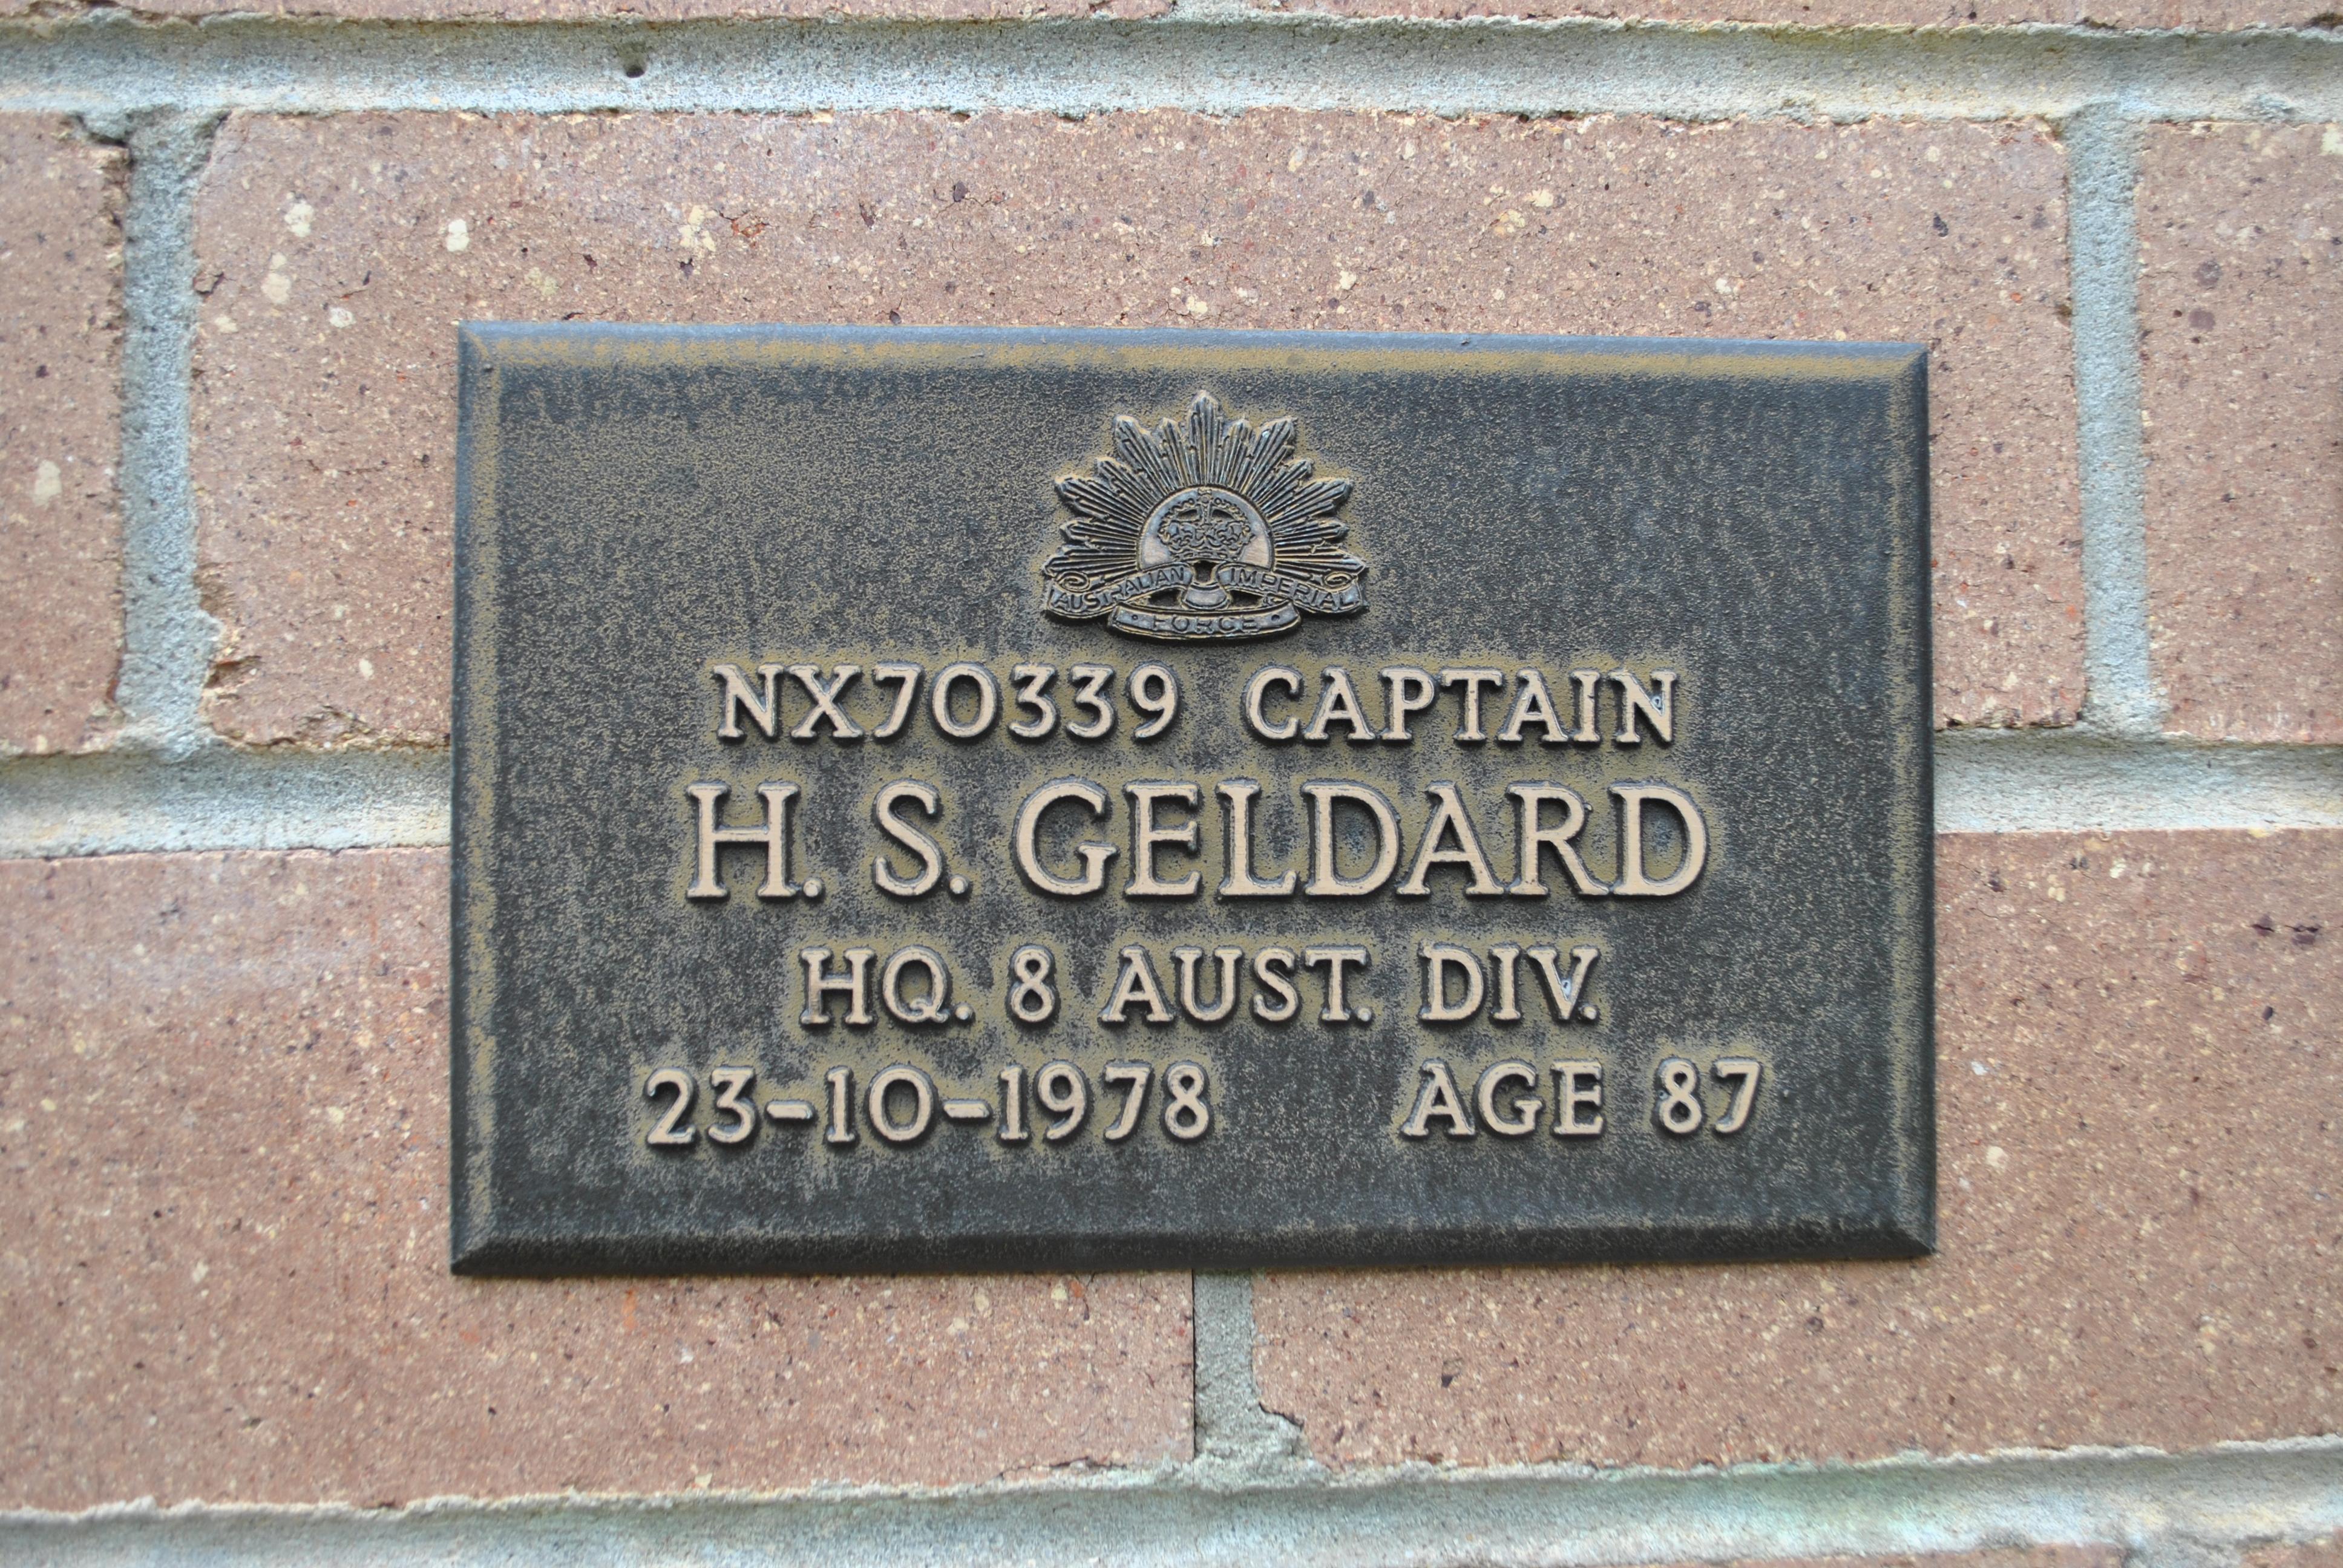 AUSTRALIAN IMPERIAL
FORCE
NX70339 CAPTAIN
H. S. GELDARD
HQ. 8 AUST. DIV.
23-10-1978 AGE 87